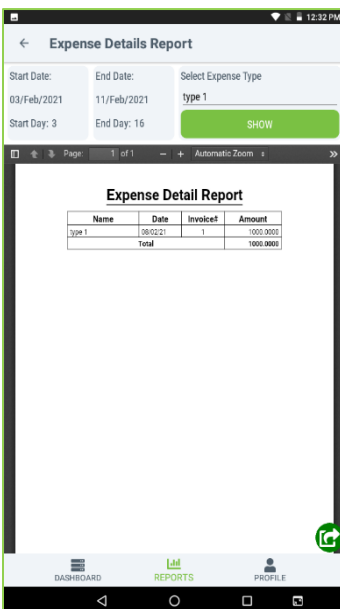 12:32 PM
Expense Details Report
Start Date: End Date: Select Expense Type
03/Feb/2021 11/Feb/2021 type 1
Start Day: 3 End Day: 16 SHOW
Page: 1 of 1 − + Automatic Zoom
Expense Detail Report
Name Date Invoice# Amount
type 1 08/02/21 1 1000.0000
Total 1000.0000
DASHBOARD REPORTS PROFILE